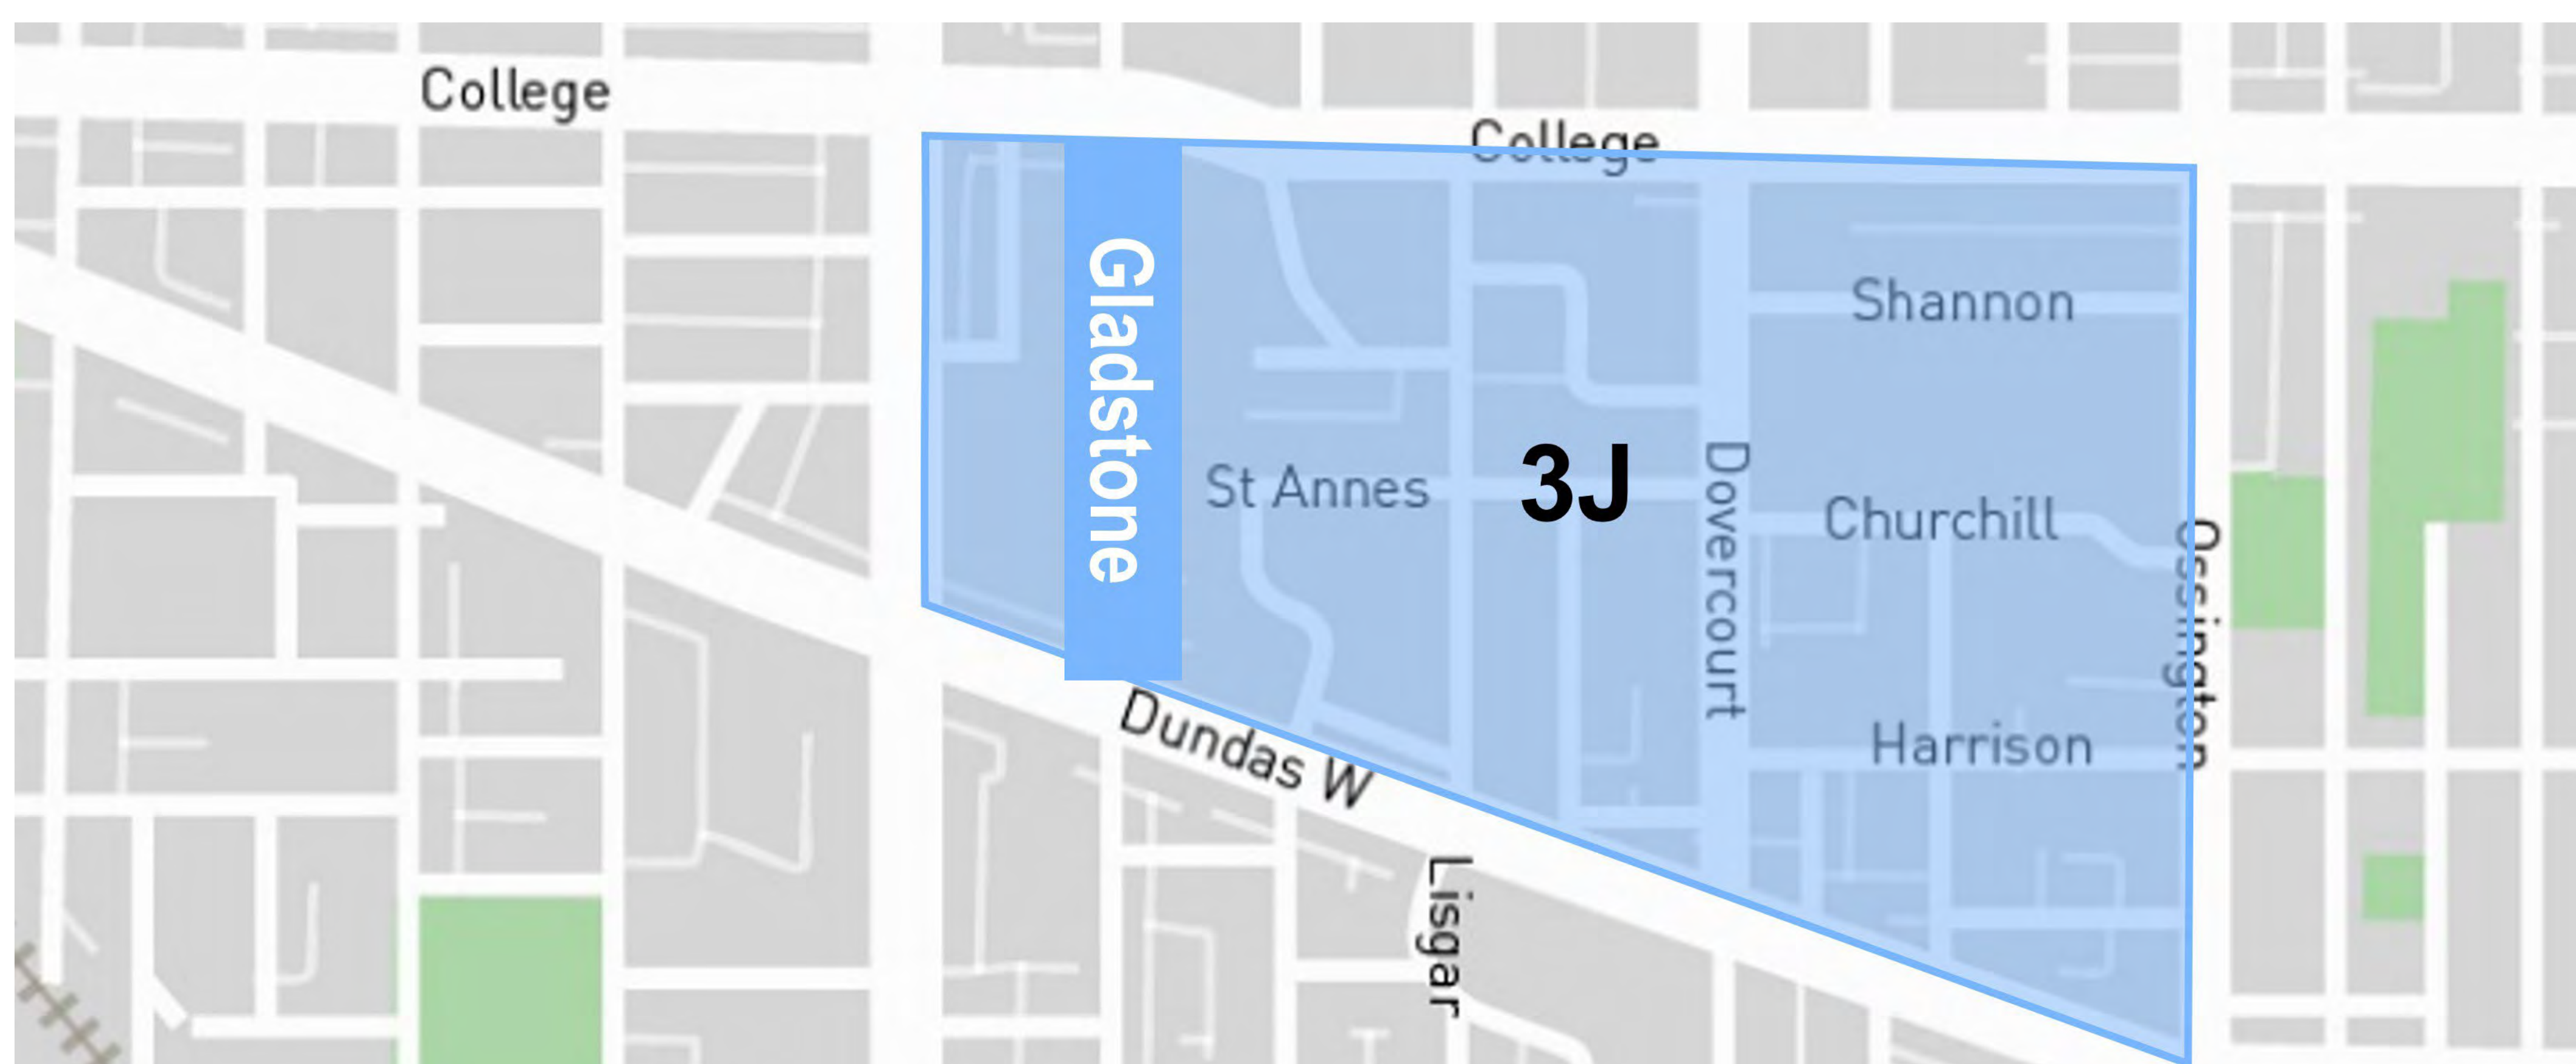 College
College
Gladstone
Shannon
St Annes
3J
Dovercourt
Churchill
Ossington
Harrison
Dundas W
Lisgar